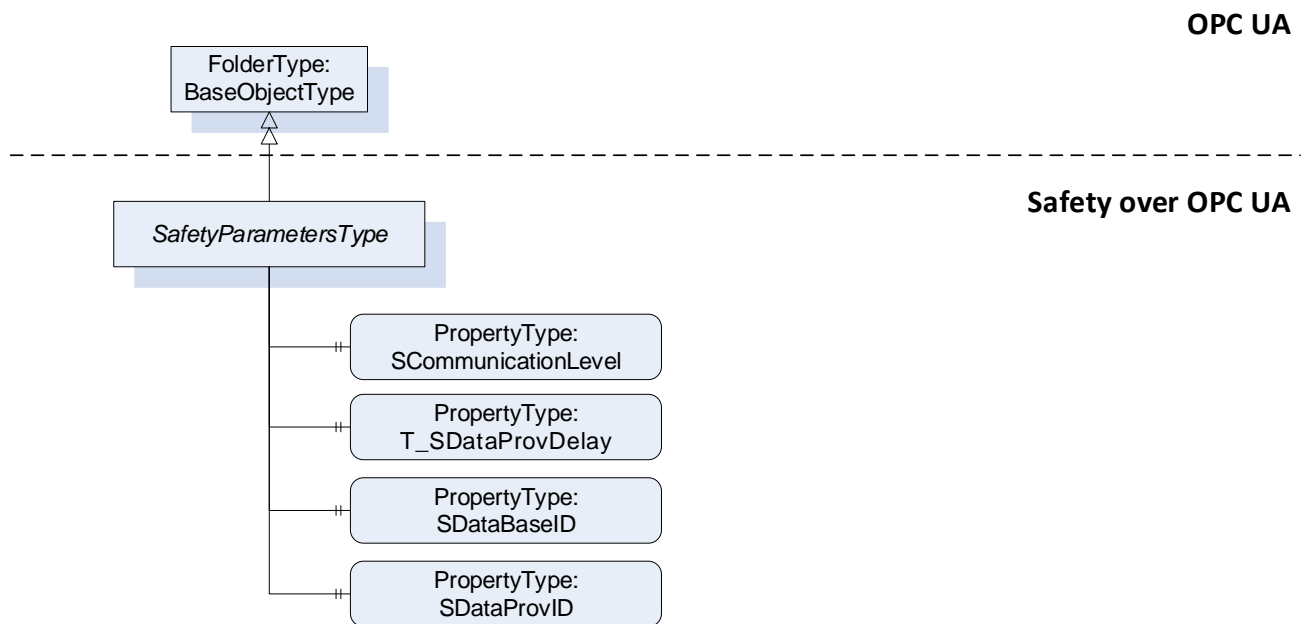 OPC UA
FolderType:
BaseObjectType
Safety over OPC UA
SafetyParametersType
PropertyType:
SCommunicationLevel
PropertyType:
T_SDataProvDelay
PropertyType:
SDataBaseID
PropertyType:
SDataProvID